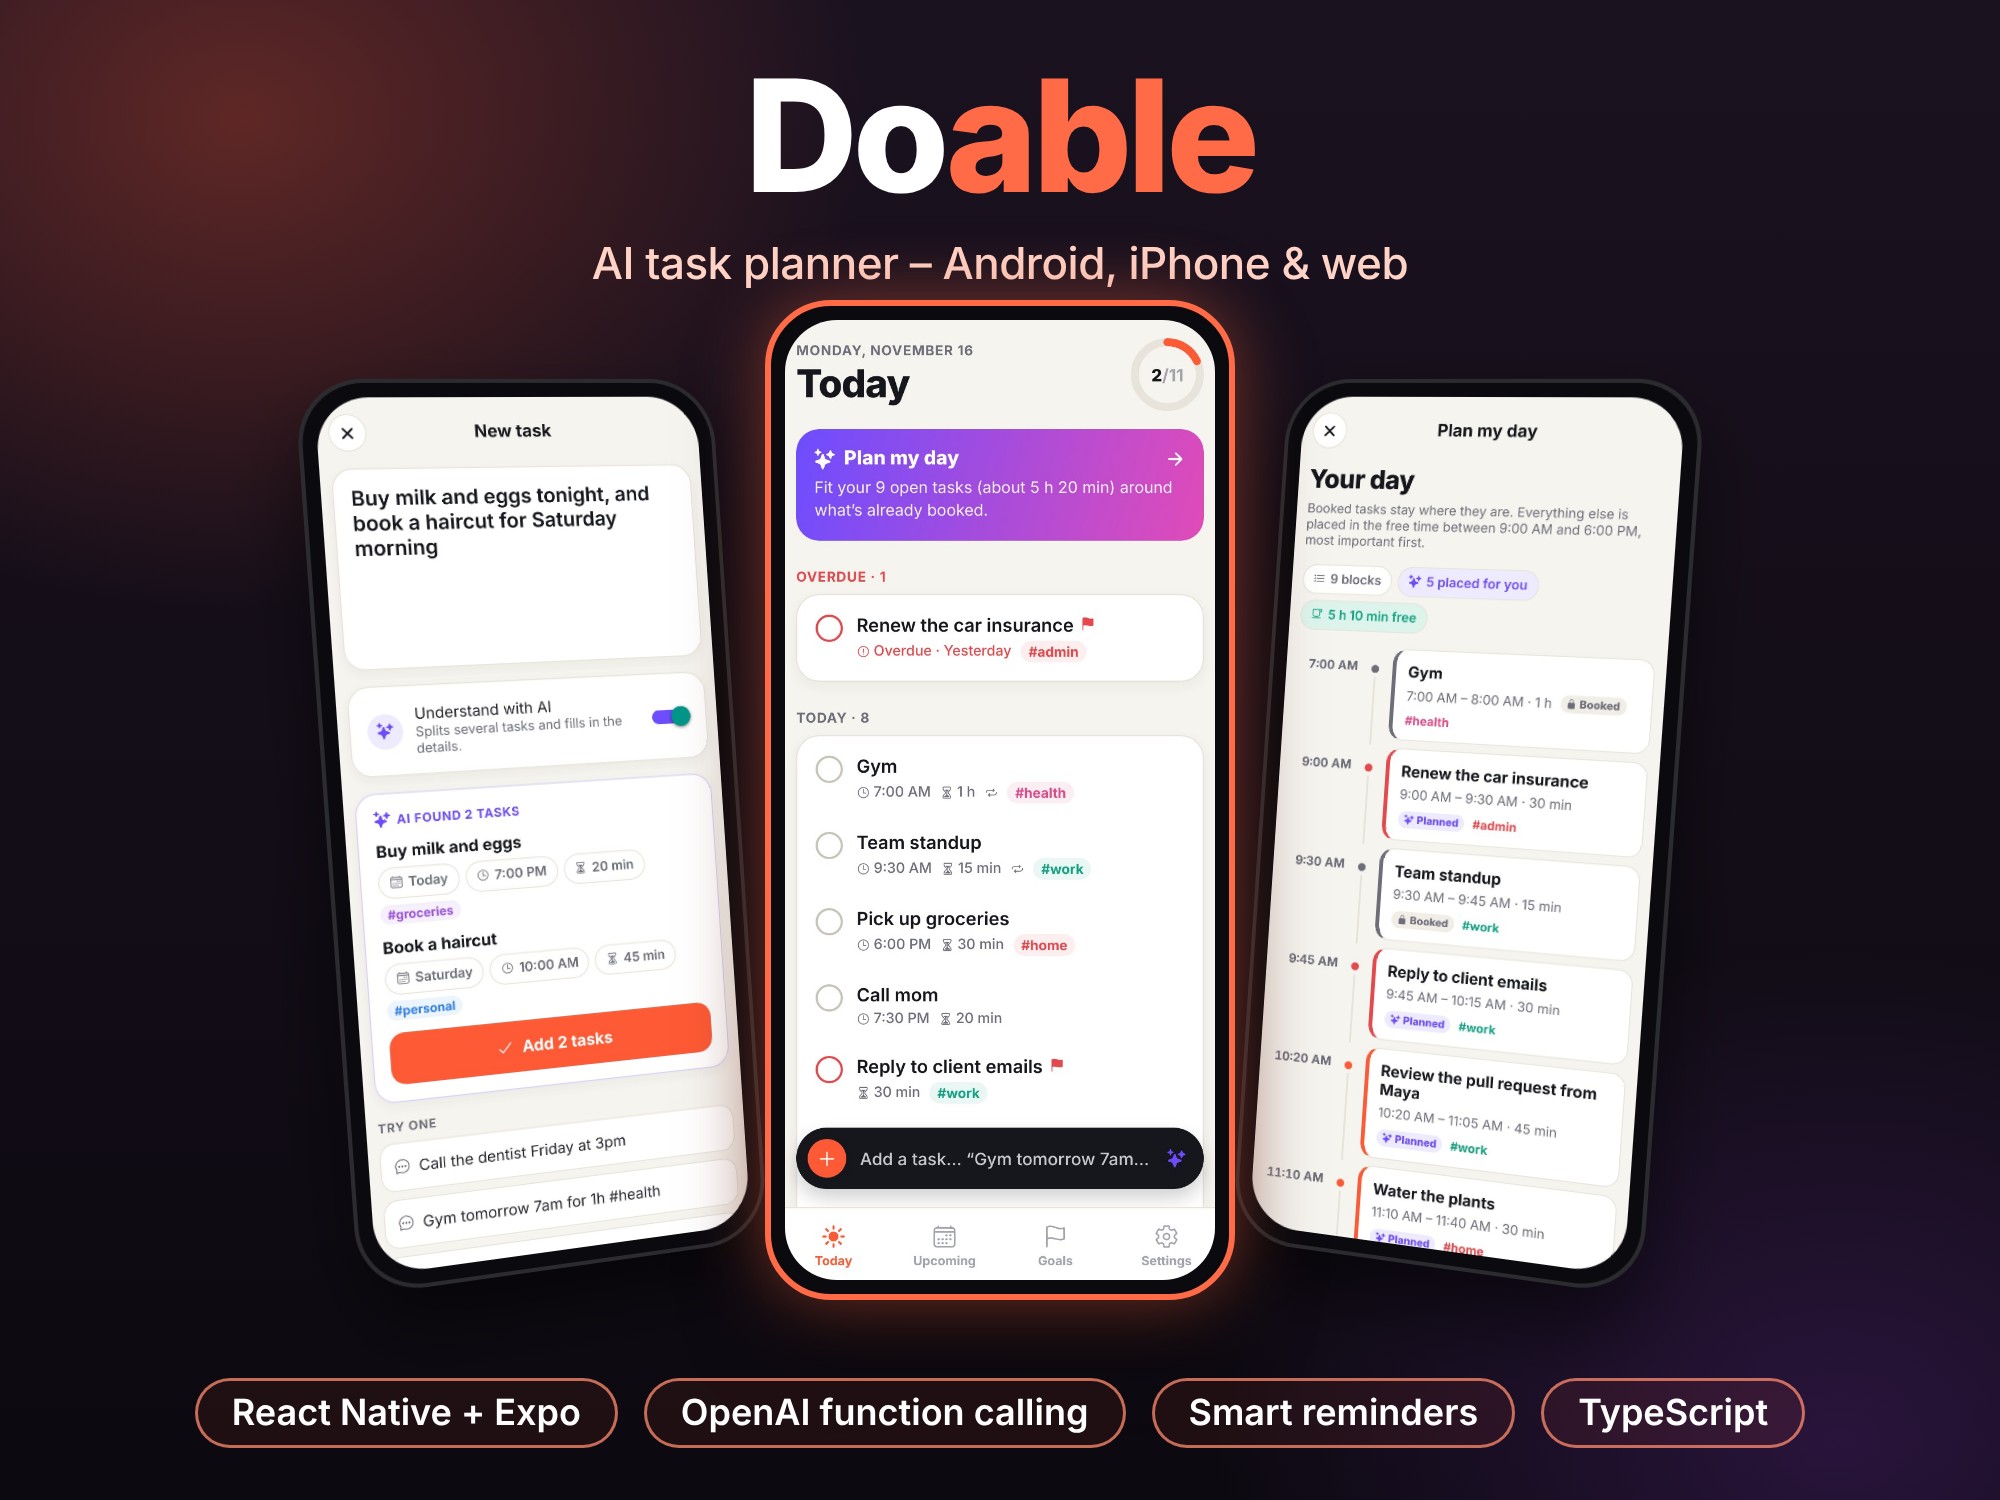 Doable
AI task planner – Android, iPhone & web
New task
Buy milk and eggs tonight, and
book a haircut for Saturday
morning
Understand with AI
Splits several tasks and fills in the
details.
AI FOUND 2 TASKS
Buy milk and eggs
Today 7:00 PM 20 min
#groceries
Book a haircut
Saturday 10:00 AM 45 min
#personal
Add 2 tasks
TRY ONE
Call the dentist Friday at 3pm
Gym tomorrow 7am for 1h #health
MONDAY, NOVEMBER 16
Today
2/11
Plan my day
Fit your 9 open tasks (about 5 h 20 min) around
what’s already booked.
OVERDUE · 1
Renew the car insurance
Overdue · Yesterday #admin
TODAY · 8
Gym
7:00 AM 1 h #health
Team standup
9:30 AM 15 min #work
Pick up groceries
6:00 PM 30 min #home
Call mom
7:30 PM 20 min
Reply to client emails
30 min #work
Add a task... “Gym tomorrow 7am...
Today Upcoming Goals Settings
Plan my day
Your day
Booked tasks stay where they are. Everything else is
placed in the free time between 9:00 AM and 6:00 PM,
most important first.
9 blocks 5 placed for you
5 h 10 min free
7:00 AM Gym
7:00 AM – 8:00 AM · 1 h Booked
#health
9:00 AM Renew the car insurance
9:00 AM – 9:30 AM · 30 min
Planned #admin
9:30 AM Team standup
9:30 AM – 9:45 AM · 15 min
Booked #work
9:45 AM Reply to client emails
9:45 AM – 10:15 AM · 30 min
Planned #work
10:20 AM Review the pull request from
Maya
10:20 AM – 11:05 AM · 45 min
Planned #work
11:10 AM Water the plants
11:10 AM – 11:40 AM · 30 min
Planned #home
React Native + Expo
OpenAI function calling
Smart reminders
TypeScript